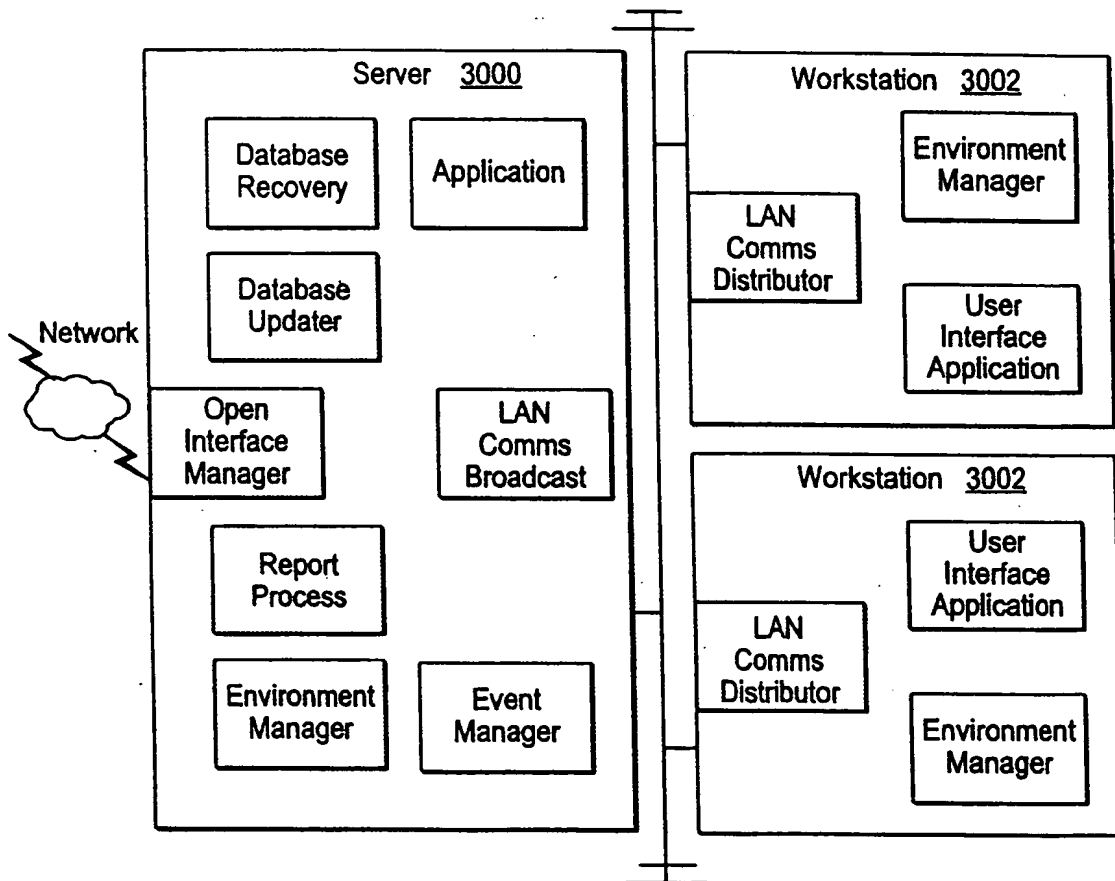 Server 3000
Database
Recovery
Application
Database
Updater
Network
Open
Interface
Manager
LAN
Comms
Broadcast
Report
Process
Environment
Manager
Event
Manager
Workstation 3002
Environment
Manager
LAN
Comms
Distributor
User
Interface
Application
Workstation 3002
User
Interface
Application
LAN
Comms
Distributor
Environment
Manager